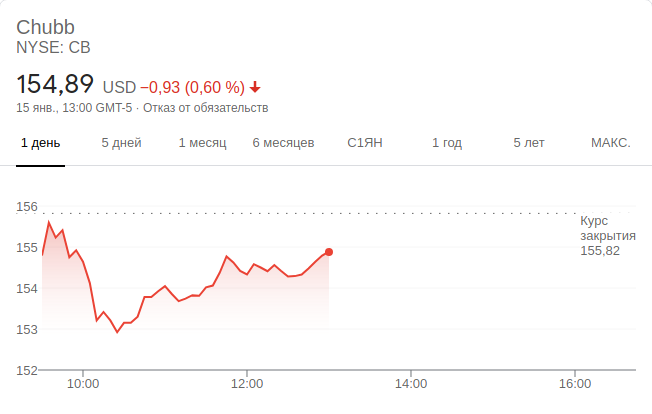 Chubb
NYSE: CB
154,89 USD −0,93 (0,60 %)
15 янв., 13:00 GMT-5 · Отказ от обязательств
1 день 5 дней 1 месяц 6 месяцев С1ЯН 1 год 5 лет МАКС.
156
Курс
закрытия
155,82
155
154
153
152
10:00 12:00 14:00 16:00